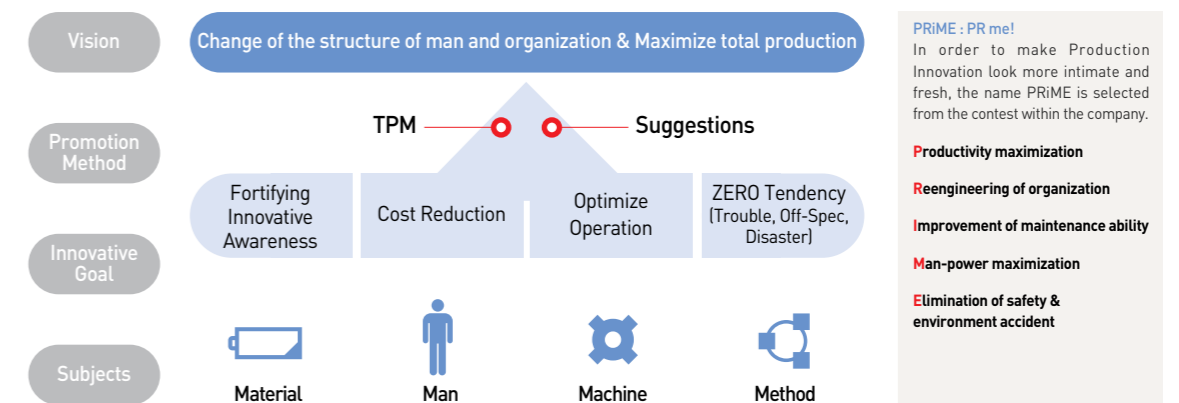 Vision
Change of the structure of man and organization & Maximize total production
Promotion
Method
TPM
Suggestions
Innovative
Goal
Fortifying
Innovative
Awareness
Cost Reduction
Optimize
Operation
ZERO Tendency
(Trouble, Off-Spec,
Disaster)
Subjects
Material
Man
Machine
Method
PRiME : PR me!
In order to make Production
Innovation look more intimate and
fresh, the name PRiME is selected
from the contest within the company.
Productivity maximization
Reengineering of organization
Improvement of maintenance ability
Man-power maximization
Elimination of safety &
environment accident